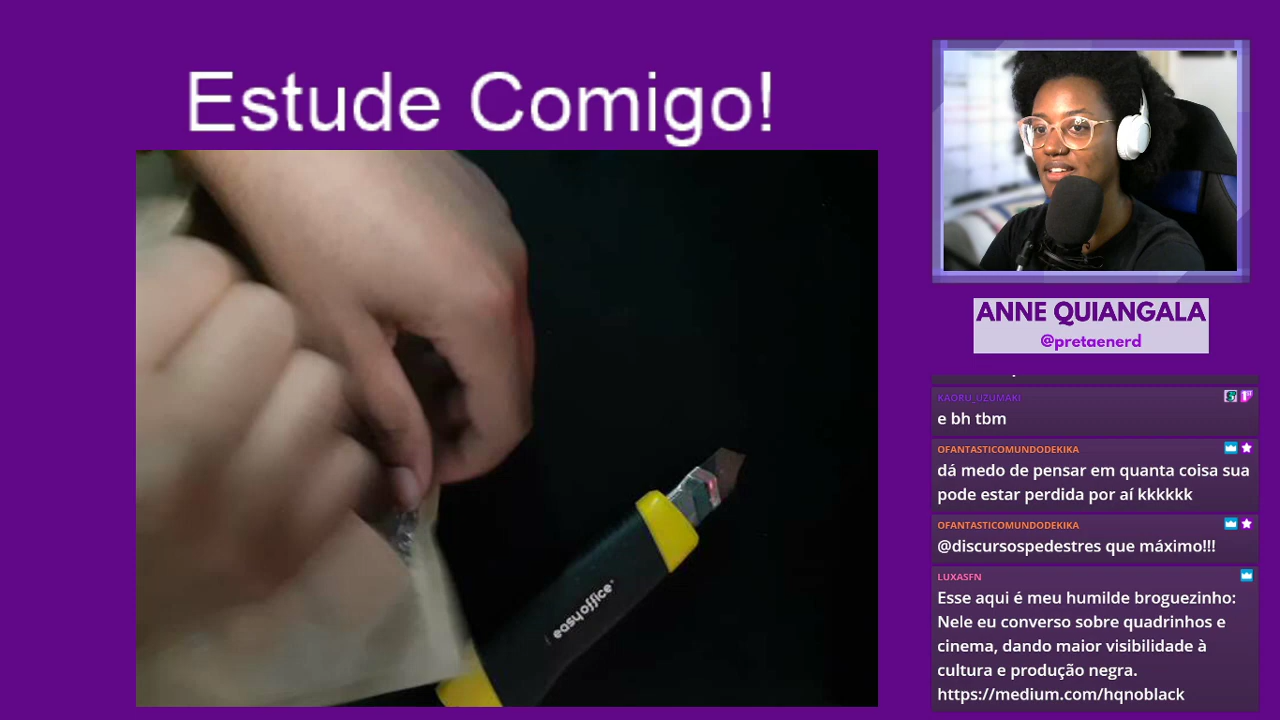 Estude Comigo!
easyoffice
ANNE QUIANGALA
@pretaenerd
KAORU_UZUMAKI
e bh tbm
OFANTASTICOMUNDODEKIKA
dá medo de pensar em quanta coisa sua
pode estar perdida por aí kkkkkk
OFANTASTICOMUNDODEKIKA
@discursospedestres que máximo!!!
LUXASFN
Esse aqui é meu humilde broguezinho:
Nele eu converso sobre quadrinhos e
cinema, dando maior visibilidade à
cultura e produção negra.
https://medium.com/hqnoblack